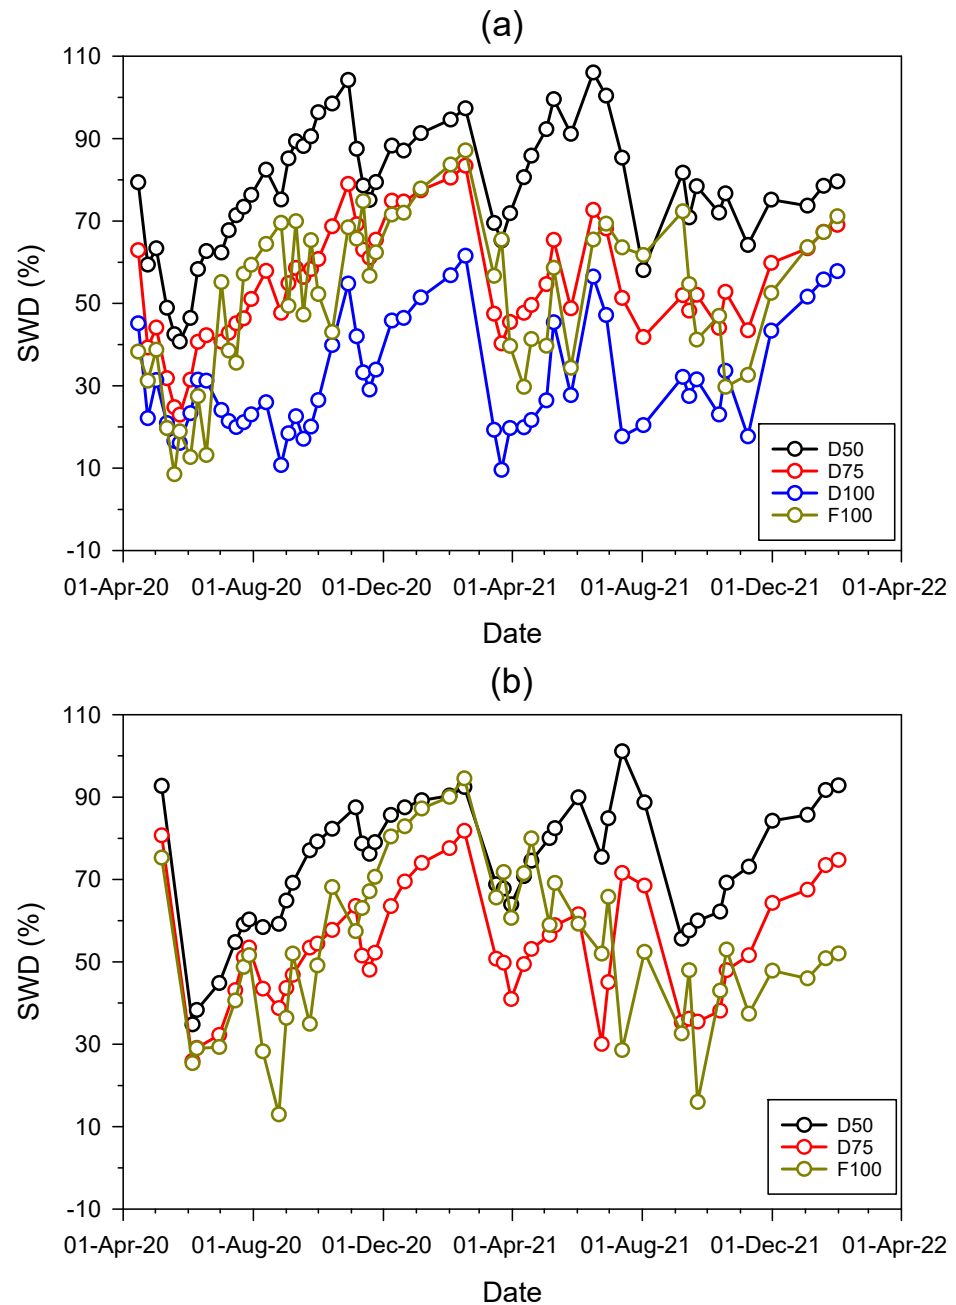 (a)
110
90
70
50
30
10
-10
SWD (%)
D50
D75
D100
F100
01-Apr-20 01-Aug-20 01-Dec-20 01-Apr-21 01-Aug-21 01-Dec-21 01-Apr-22
Date
(b)
110
90
70
50
30
10
-10
SWD (%)
D50
D75
F100
01-Apr-20 01-Aug-20 01-Dec-20 01-Apr-21 01-Aug-21 01-Dec-21 01-Apr-22
Date